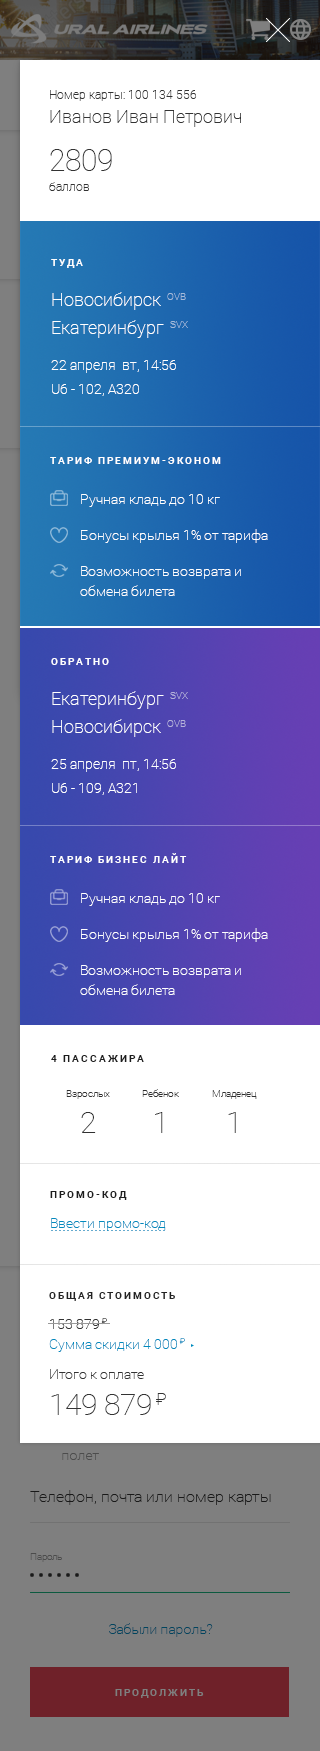 URAL AIRLINES
Номер карты: 100 134 556
Иванов Иван Петрович
2809
баллов
ТУДА
Новосибирск OVB
Екатеринбург SVX
22 апреля вт, 14:56
U6 - 102, A320
ТАРИФ ПРЕМИУМ-ЭКОНОМ
Ручная кладь до 10 кг
Бонусы крылья 1% от тарифа
Возможность возврата и
обмена билета
ОБРАТНО
Екатеринбург SVX
Новосибирск OVB
25 апреля пт, 14:56
U6 - 109, A321
ТАРИФ БИЗНЕС ЛАЙТ
Ручная кладь до 10 кг
Бонусы крылья 1% от тарифа
Возможность возврата и
обмена билета
4 ПАССАЖИРА
Взрослых Ребенок Младенец
2 1 1
ПРОМО-КОД
Ввести промо-код
ОБЩАЯ СТОИМОСТЬ
153 879 ₽
Сумма скидки 4 000 ₽
Итого к оплате
149 879 ₽
полет
Телефон, почта или номер карты
Пароль
••••••
Забыли пароль?
ПРОДОЛЖИТЬ